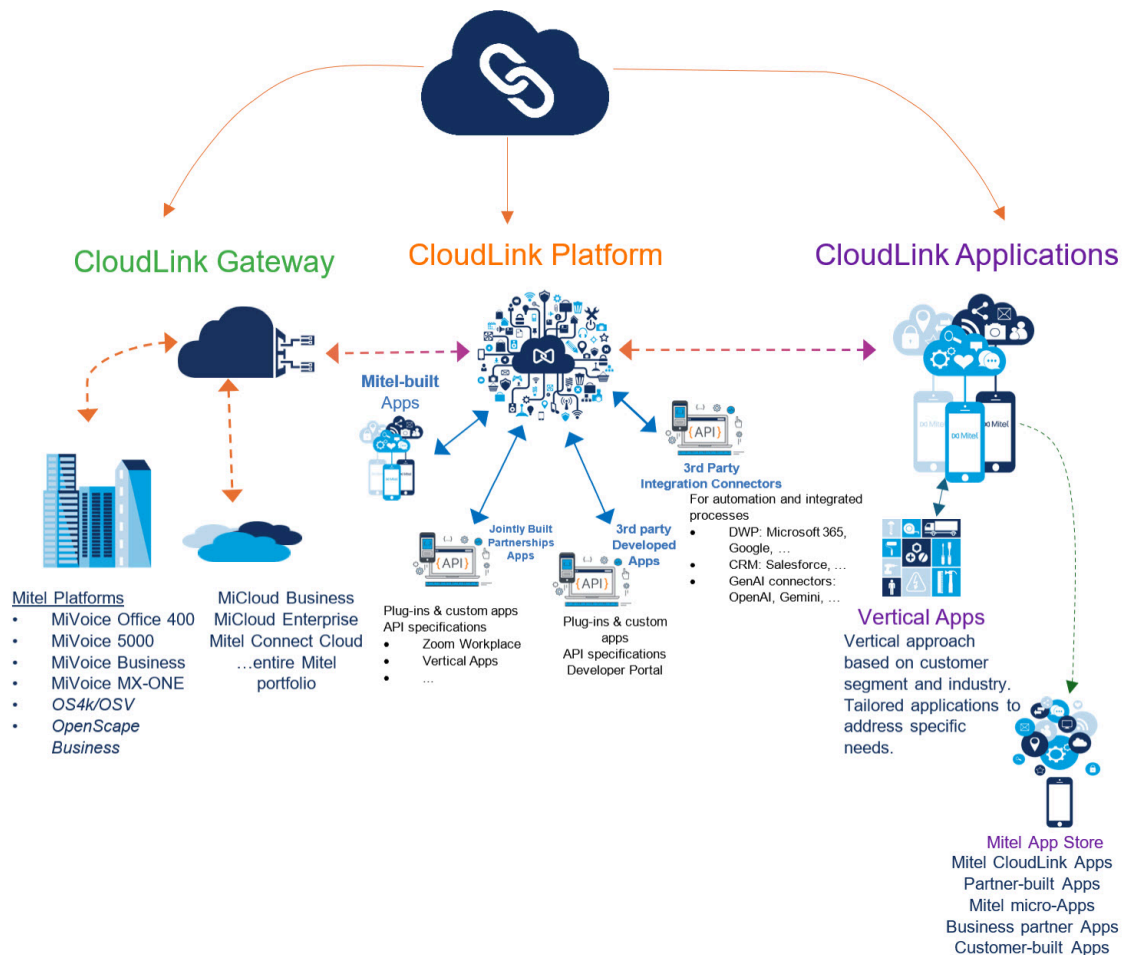 CloudLink Gateway
CloudLink Platform
CloudLink Applications
Mitel-built
Apps
Mitel
Mitel
{API}
3rd Party
Integration Connectors
For automation and integrated
processes
• DWP: Microsoft 365,
Google, …
• CRM: Salesforce, …
• GenAI connectors:
OpenAI, Gemini, …
Jointly Built
Partnerships
Apps
{API}
Plug-ins & custom apps
API specifications
• Zoom Workplace
• Vertical Apps
• …
3rd party
Developed
Apps
{API}
Plug-ins & custom
apps
API specifications
Developer Portal
Mitel Platforms
• MiVoice Office 400
• MiVoice 5000
• MiVoice Business
• MiVoice MX-ONE
• OS4k/OSV
• OpenScape
Business
MiCloud Business
MiCloud Enterprise
Mitel Connect Cloud
…entire Mitel
portfolio
Mitel
Mitel
Vertical Apps
Vertical approach
based on customer
segment and industry.
Tailored applications to
address specific
needs.
Mitel App Store
Mitel CloudLink Apps
Partner-built Apps
Mitel micro-Apps
Business partner Apps
Customer-built Apps